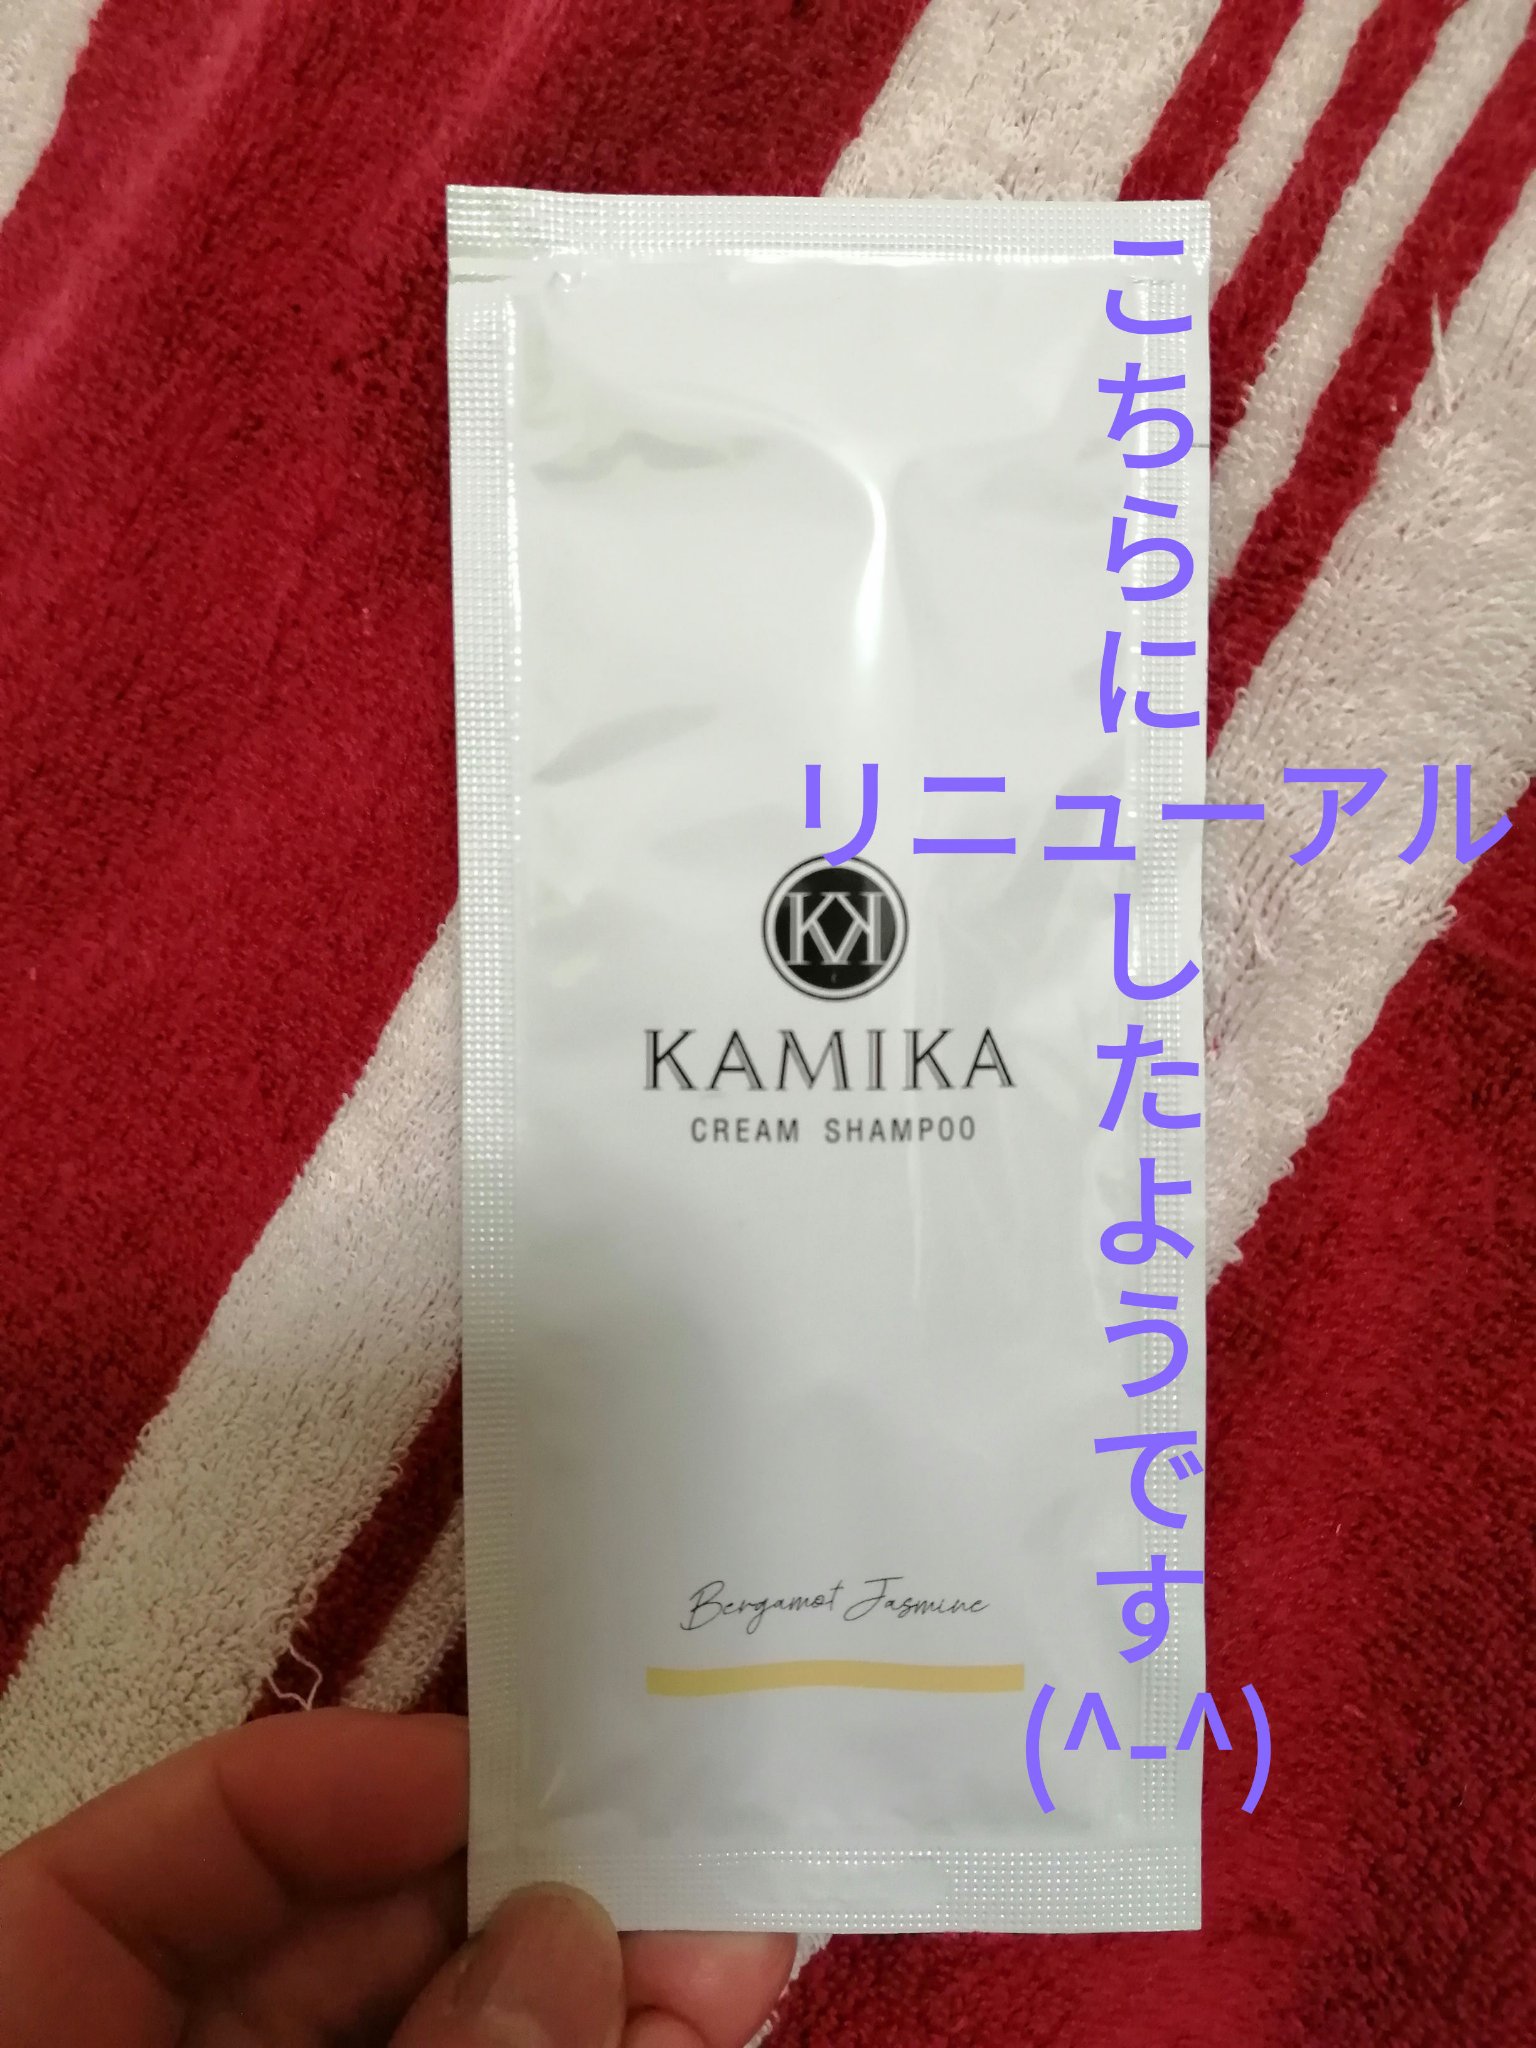 こちらに
リニューアル
したようです
(^-^)
KK
KAMIKA
CREAM SHAMPOO
Bergamot Jasmine